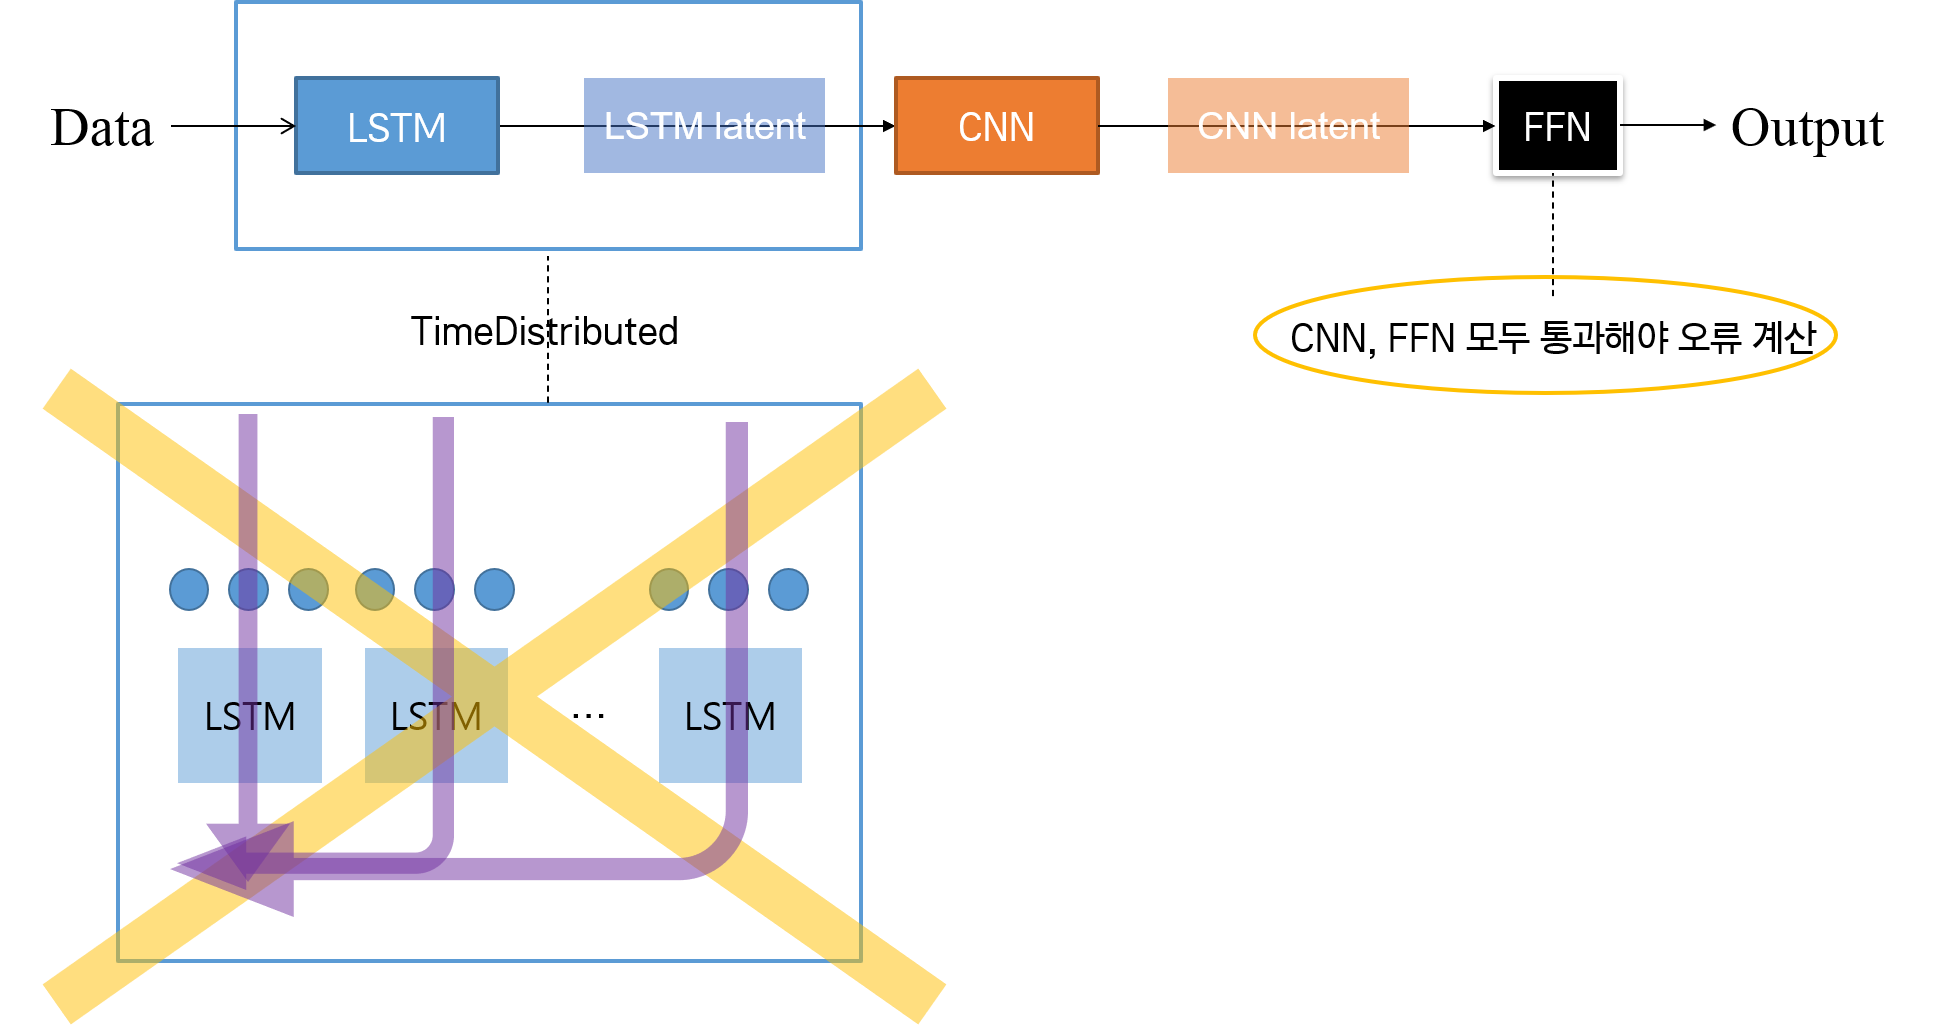 Data
LSTM
LSTM latent
CNN
CNN latent
FFN
Output
TimeDistributed
CNN, FFN 모두 통과해야 오류 계산
LSTM
LSTM
...
LSTM